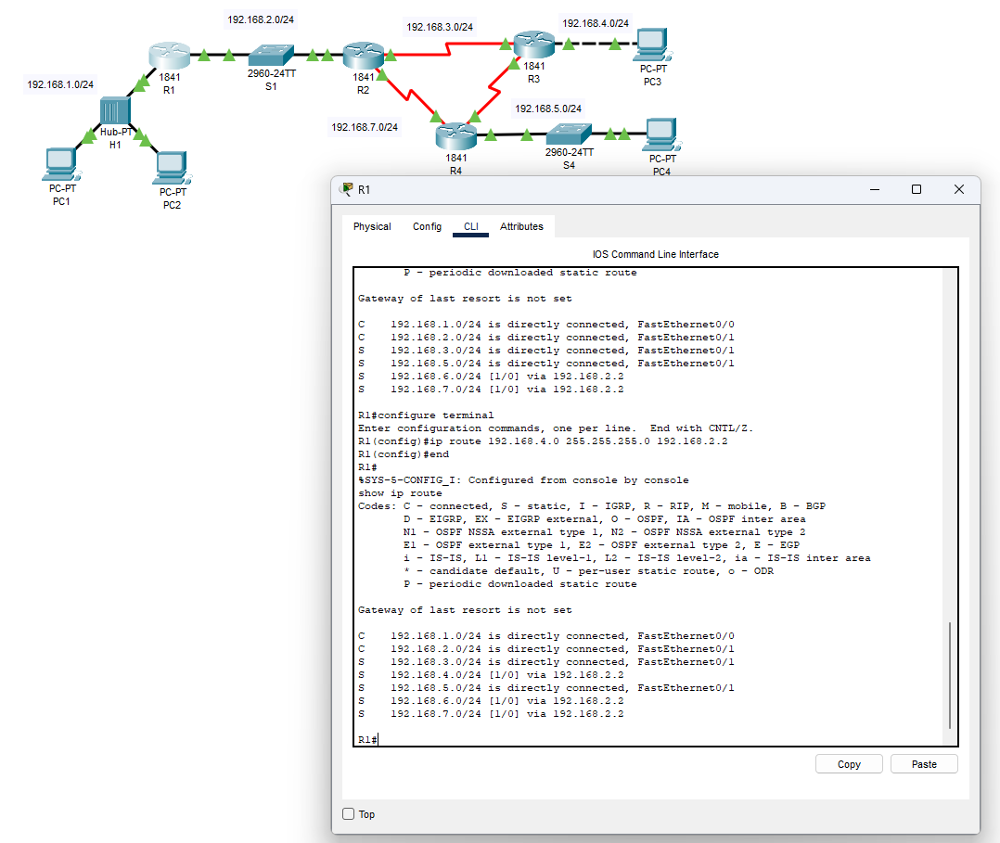 192.168.2.0/24
192.168.3.0/24
192.168.4.0/24
192.168.1.0/24
1841
R1
2960-24TT
S1
1841
R2
1841
R3
PC-PT
PC3
192.168.7.0/24
192.168.5.0/24
Hub-PT
H1
1841
R4
2960-24TT
S4
PC-PT
PC4
PC-PT
PC1
PC-PT
PC2
R1
Physical Config CLI Attributes
IOS Command Line Interface
P - periodic downloaded static route
Gateway of last resort is not set
C 192.168.1.0/24 is directly connected, FastEthernet0/0
C 192.168.2.0/24 is directly connected, FastEthernet0/1
S 192.168.3.0/24 is directly connected, FastEthernet0/1
S 192.168.5.0/24 is directly connected, FastEthernet0/1
S 192.168.6.0/24 [1/0] via 192.168.2.2
S 192.168.7.0/24 [1/0] via 192.168.2.2
R1#configure terminal
Enter configuration commands, one per line. End with CNTL/Z.
R1(config)#ip route 192.168.4.0 255.255.255.0 192.168.2.2
R1(config)#end
R1#
%SYS-5-CONFIG_I: Configured from console by console
show ip route
Codes: C - connected, S - static, I - IGRP, R - RIP, M - mobile, B - BGP
D - EIGRP, EX - EIGRP external, O - OSPF, IA - OSPF inter area
N1 - OSPF NSSA external type 1, N2 - OSPF NSSA external type 2
E1 - OSPF external type 1, E2 - OSPF external type 2, E - EGP
i - IS-IS, L1 - IS-IS level-1, L2 - IS-IS level-2, ia - IS-IS inter area
* - candidate default, U - per-user static route, o - ODR
P - periodic downloaded static route
Gateway of last resort is not set
C 192.168.1.0/24 is directly connected, FastEthernet0/0
C 192.168.2.0/24 is directly connected, FastEthernet0/1
S 192.168.3.0/24 is directly connected, FastEthernet0/1
S 192.168.4.0/24 [1/0] via 192.168.2.2
S 192.168.5.0/24 is directly connected, FastEthernet0/1
S 192.168.6.0/24 [1/0] via 192.168.2.2
S 192.168.7.0/24 [1/0] via 192.168.2.2
R1#
Copy Paste
Top